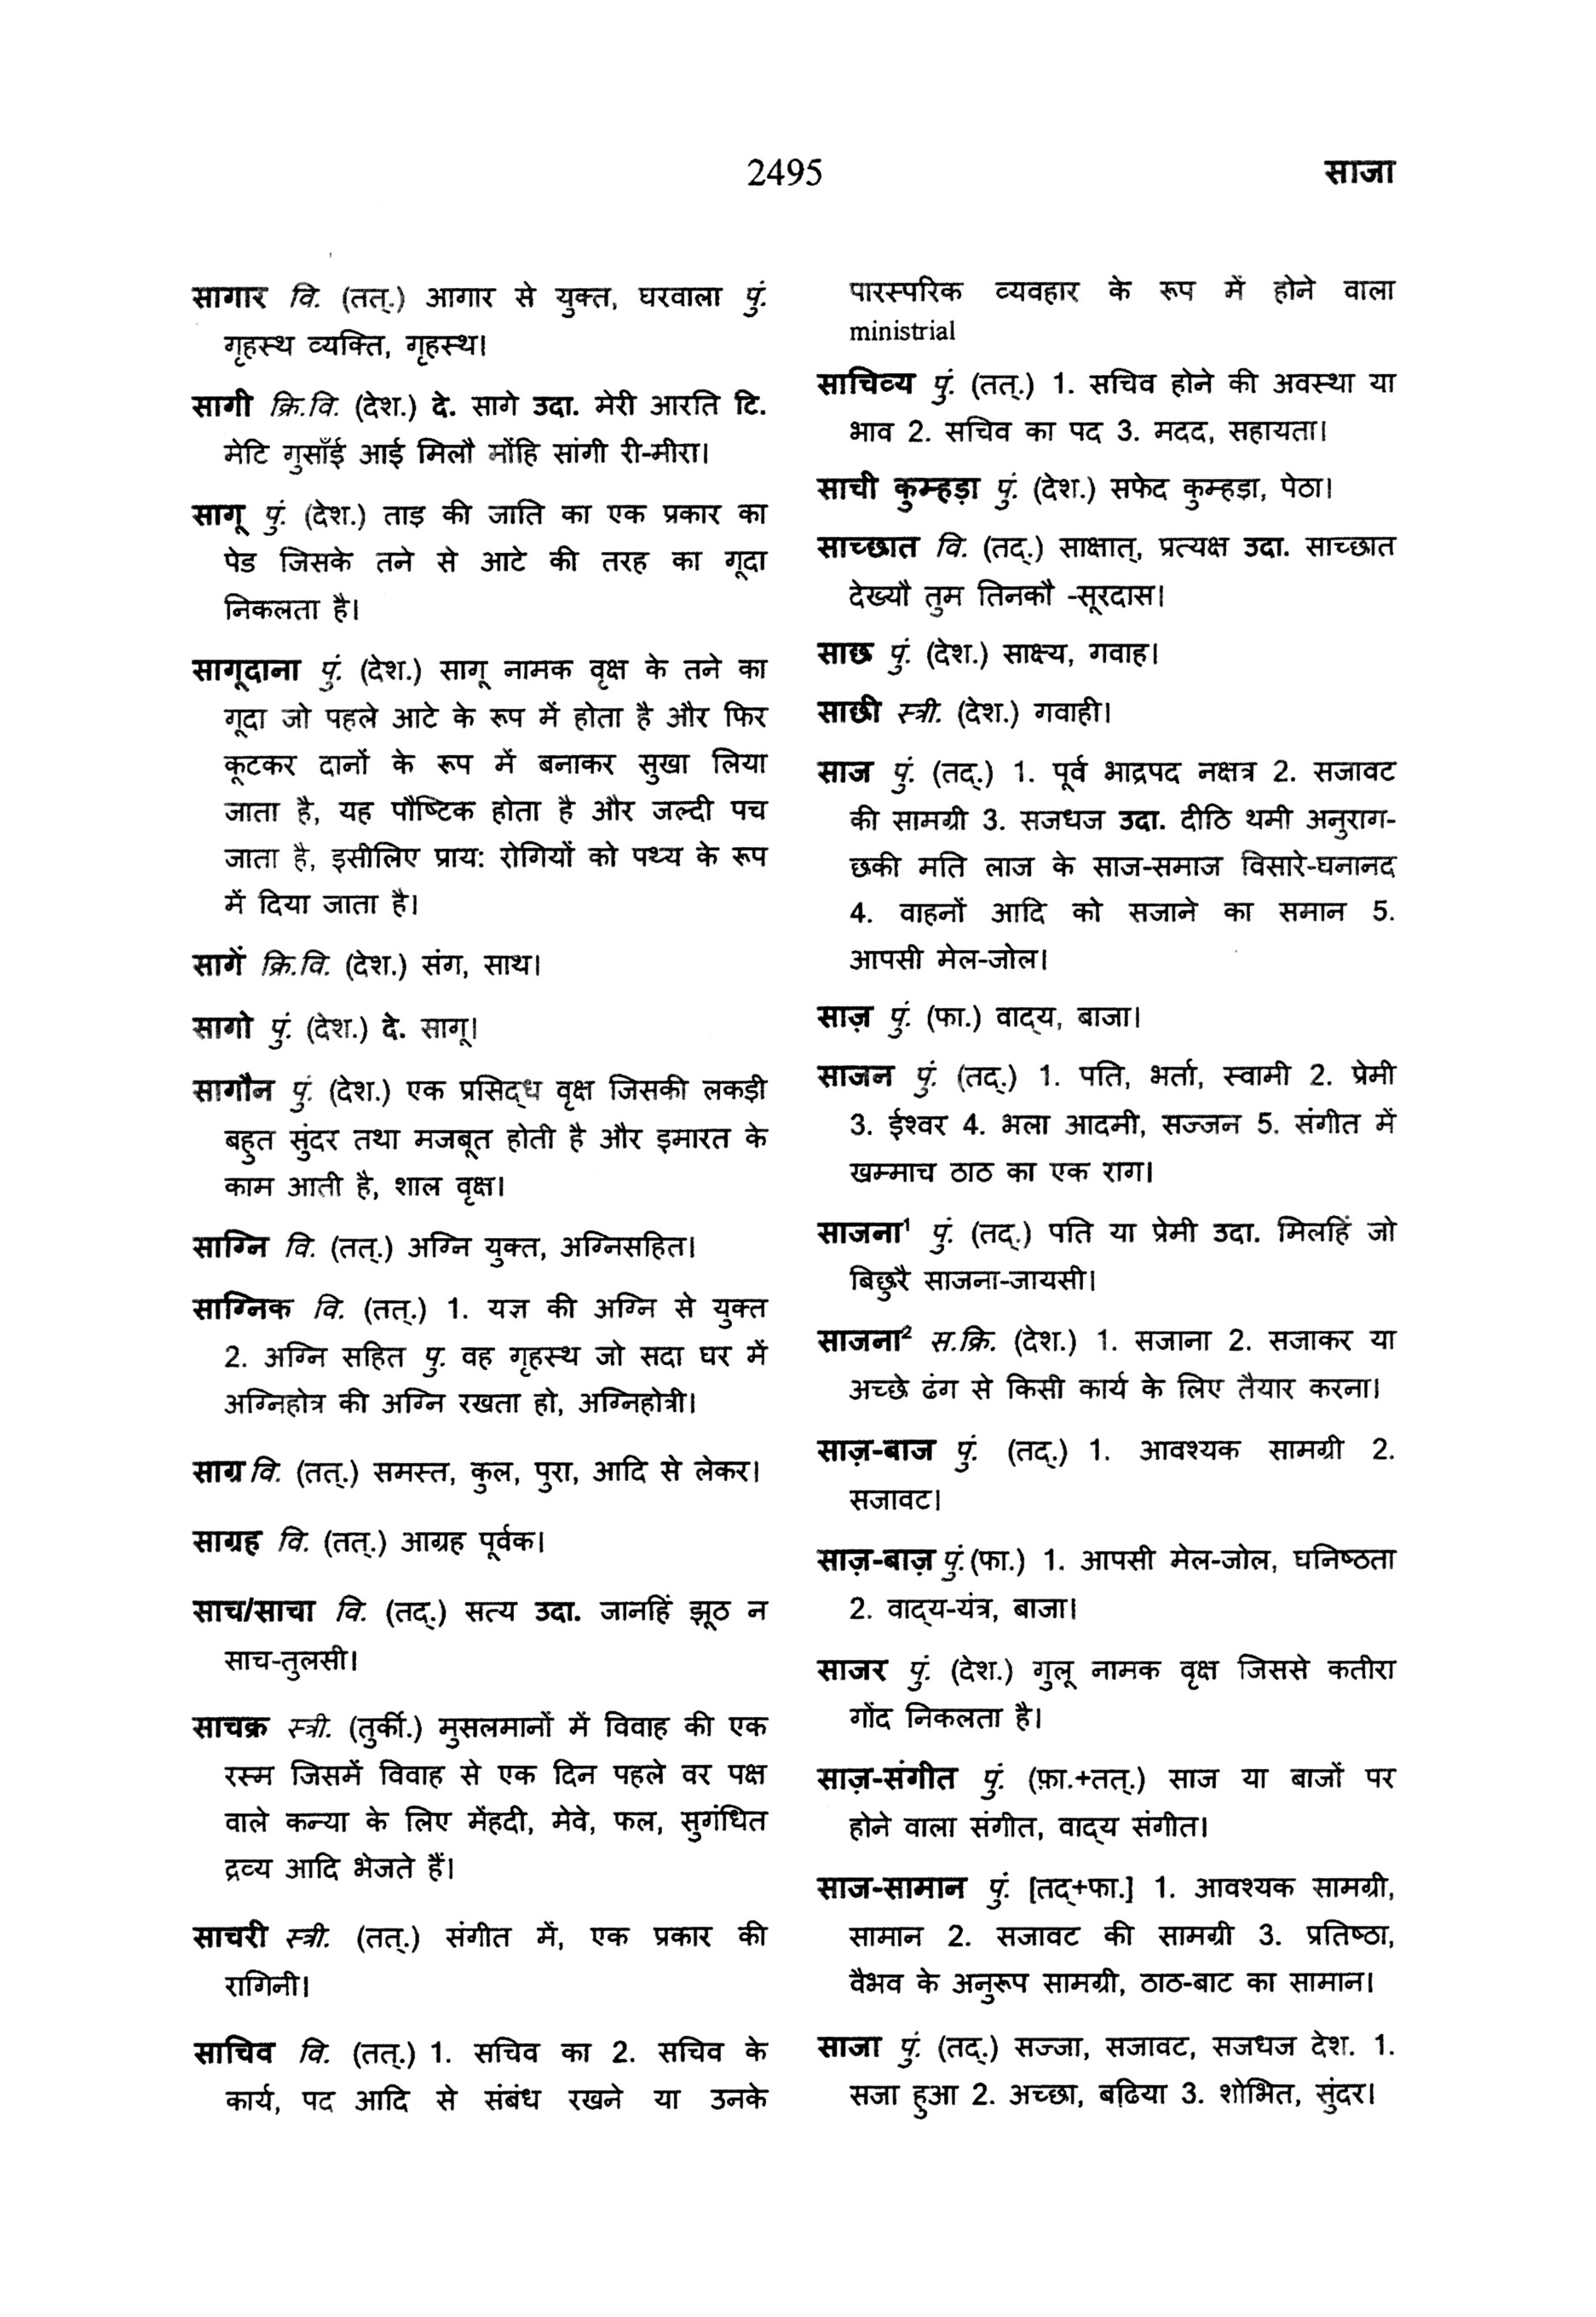 2495
साजा
सागार वि. (तत्.) आगार से युक्त, घरवाला पुं.
गृहस्थ व्यक्ति, गृहस्थ।
सागी क्रि.वि. (देश.) दे. सागे उदा. मेरी आरति टि.
मेटि गुसाँई आई मिलौ मोंहि सांगी री-मीरा।
सागू पुं. (देश.) ताड़ की जाति का एक प्रकार का
पेड जिसके तने से आटे की तरह का गूदा
निकलता है।
सागूदाना पुं. (देश.) सागू नामक वृक्ष के तने का
गूदा जो पहले आटे के रूप में होता है और फिर
कूटकर दानों के रूप में बनाकर सुखा लिया
जाता है, यह पौष्टिक होता है और जल्दी पच
जाता है, इसीलिए प्राय: रोगियों को पथ्य के रूप
में दिया जाता है।
सागें क्रि.वि. (देश.) संग, साथ।
सागो पुं. (देश.) दे. सागू।
सागौन पुं. (देश.) एक प्रसिद्ध वृक्ष जिसकी लकड़ी
बहुत सुंदर तथा मजबूत होती है और इमारत के
काम आती है, शाल वृक्ष।
साग्नि वि. (तत्.) अग्नि युक्त, अग्निसहित।
साग्निक वि. (तत्.) 1. यज्ञ की अग्नि से युक्त
2. अग्नि सहित पु. वह गृहस्थ जो सदा घर में
अग्निहोत्र की अग्नि रखता हो, अग्निहोत्री।
साग्र वि. (तत्.) समस्त, कुल, पुरा, आदि से लेकर।
साग्रह वि. (तत्.) आग्रह पूर्वक।
साच/साचा वि. (तद्.) सत्य उदा. जानहिं झूठ न
साच-तुलसी।
साचक्र स्त्री. (तुर्की.) मुसलमानों में विवाह की एक
रस्म जिसमें विवाह से एक दिन पहले वर पक्ष
वाले कन्या के लिए मेंहदी, मेवे, फल, सुगंधित
द्रव्य आदि भेजते हैं।
साचरी स्त्री. (तत्.) संगीत में, एक प्रकार की
रागिनी।
साचिव वि. (तत्.) 1. सचिव का 2. सचिव के
कार्य, पद आदि से संबंध रखने या उनके
पारस्परिक व्यवहार के रूप में होने वाला
ministrial
साचिव्य पुं. (तत्.) 1. सचिव होने की अवस्था या
भाव 2. सचिव का पद 3. मदद, सहायता।
साची कुम्हड़ा पुं. (देश.) सफेद कुम्हड़ा, पेठा।
साच्छात वि. (तद्.) साक्षात्, प्रत्यक्ष उदा. साच्छात
देख्यौ तुम तिनकौ -सूरदास।
साछ पुं. (देश.) साक्ष्य, गवाह।
साछी स्त्री. (देश.) गवाही।
साज पुं. (तद्.) 1. पूर्व भाद्रपद नक्षत्र 2. सजावट
की सामग्री 3. सजधज उदा. दीठि थमी अनुराग-
छकी मति लाज के साज-समाज विसारे-घनानद
4. वाहनों आदि को सजाने का समान 5.
आपसी मेल-जोल।
साज़ पुं. (फा.) वाद्य, बाजा।
साजन पुं. (तद्.) 1. पति, भर्ता, स्वामी 2. प्रेमी
3. ईश्वर 4. भला आदमी, सज्जन 5. संगीत में
खम्माच ठाठ का एक राग।
साजना¹ पुं. (तद्.) पति या प्रेमी उदा. मिलहिं जो
बिछुरै साजना-जायसी।
साजना² स.क्रि. (देश.) 1. सजाना 2. सजाकर या
अच्छे ढंग से किसी कार्य के लिए तैयार करना।
साज़-बाज पुं. (तद्.) 1. आवश्यक सामग्री 2.
सजावट।
साज़-बाज़ पुं.(फा.) 1. आपसी मेल-जोल, घनिष्ठता
2. वाद्य-यंत्र, बाजा।
साजर पुं. (देश.) गुलू नामक वृक्ष जिससे कतीरा
गोंद निकलता है।
साज़-संगीत पुं. (फ़ा.+तत्.) साज या बाजों पर
होने वाला संगीत, वाद्य संगीत।
साज-सामान पुं. [तद्+फा.] 1. आवश्यक सामग्री,
सामान 2. सजावट की सामग्री 3. प्रतिष्ठा,
वैभव के अनुरूप सामग्री, ठाठ-बाट का सामान।
साजा पुं. (तद्.) सज्जा, सजावट, सजधज देश. 1.
सजा हुआ 2. अच्छा, बढि़या 3. शोभित, सुंदर।